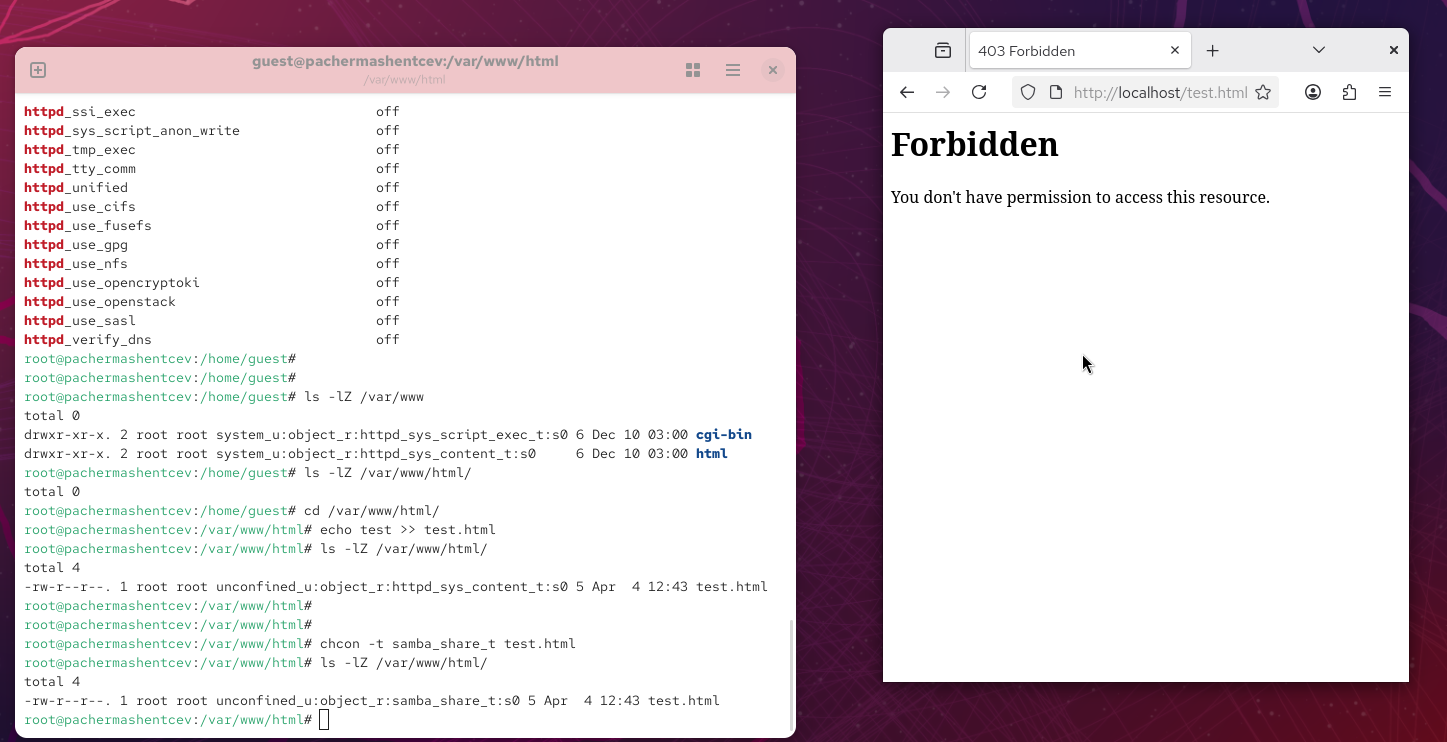 guest@pachermashentcev:/var/www/html
/var/www/html
httpd_ssi_exec off
httpd_sys_script_anon_write off
httpd_tmp_exec off
httpd_tty_comm off
httpd_unified off
httpd_use_cifs off
httpd_use_fusefs off
httpd_use_gpg off
httpd_use_nfs off
httpd_use_opencryptoki off
httpd_use_openstack off
httpd_use_sasl off
httpd_verify_dns off
root@pachermashentcev:/home/guest#
root@pachermashentcev:/home/guest#
root@pachermashentcev:/home/guest# ls -lZ /var/www
total 0
drwxr-xr-x. 2 root root system_u:object_r:httpd_sys_script_exec_t:s0 6 Dec 10 03:00 cgi-bin
drwxr-xr-x. 2 root root system_u:object_r:httpd_sys_content_t:s0 6 Dec 10 03:00 html
root@pachermashentcev:/home/guest# ls -lZ /var/www/html/
total 0
root@pachermashentcev:/home/guest# cd /var/www/html/
root@pachermashentcev:/var/www/html# echo test >> test.html
root@pachermashentcev:/var/www/html# ls -lZ /var/www/html/
total 4
-rw-r--r--. 1 root root unconfined_u:object_r:httpd_sys_content_t:s0 5 Apr 4 12:43 test.html
root@pachermashentcev:/var/www/html#
root@pachermashentcev:/var/www/html#
root@pachermashentcev:/var/www/html# chcon -t samba_share_t test.html
root@pachermashentcev:/var/www/html# ls -lZ /var/www/html/
total 4
-rw-r--r--. 1 root root unconfined_u:object_r:samba_share_t:s0 5 Apr 4 12:43 test.html
root@pachermashentcev:/var/www/html#
403 Forbidden
http://localhost/test.html
Forbidden
You don't have permission to access this resource.